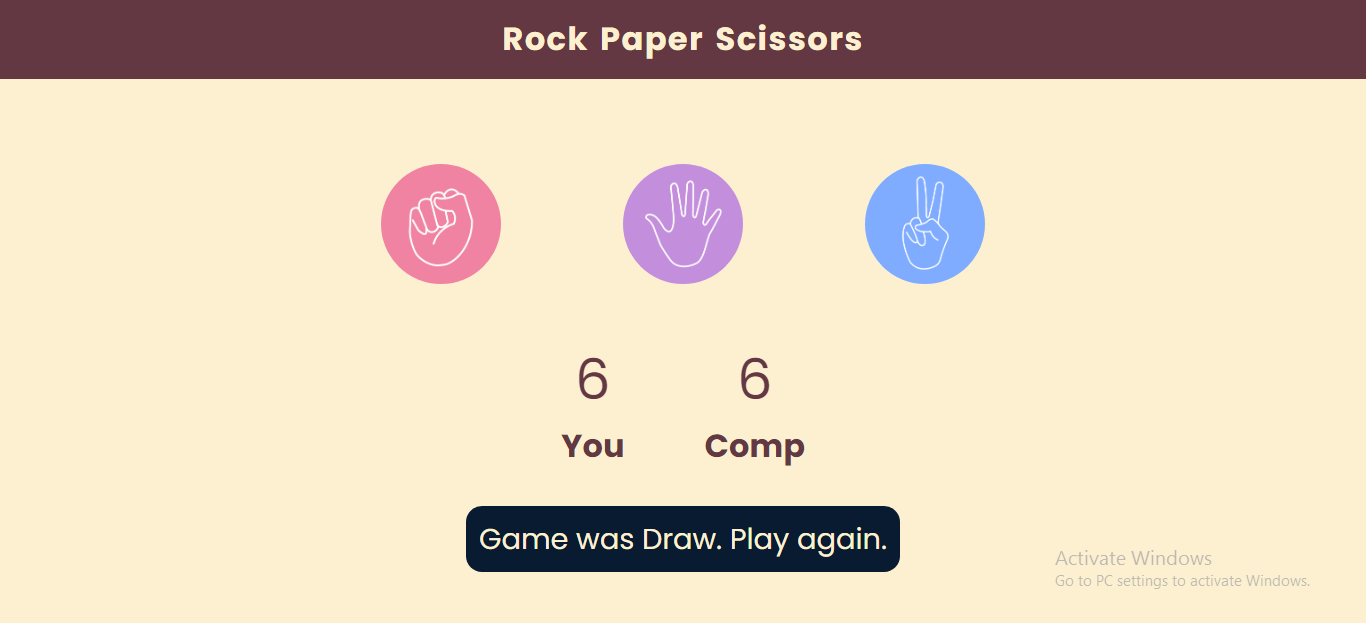 Rock Paper Scissors
6 6
You Comp
Game was Draw. Play again.
Activate Windows
Go to PC settings to activate Windows.